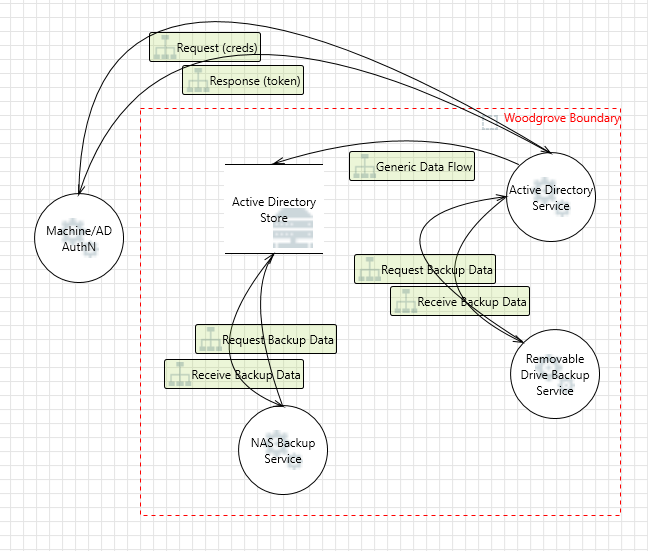 Request (creds)
Response (token)
Woodgrove Boundary
Generic Data Flow
Active Directory
Service
Active Directory
Store
Machine/AD
AuthN
Request Backup Data
Receive Backup Data
Request Backup Data
Receive Backup Data
Removable
Drive Backup
Service
NAS Backup
Service